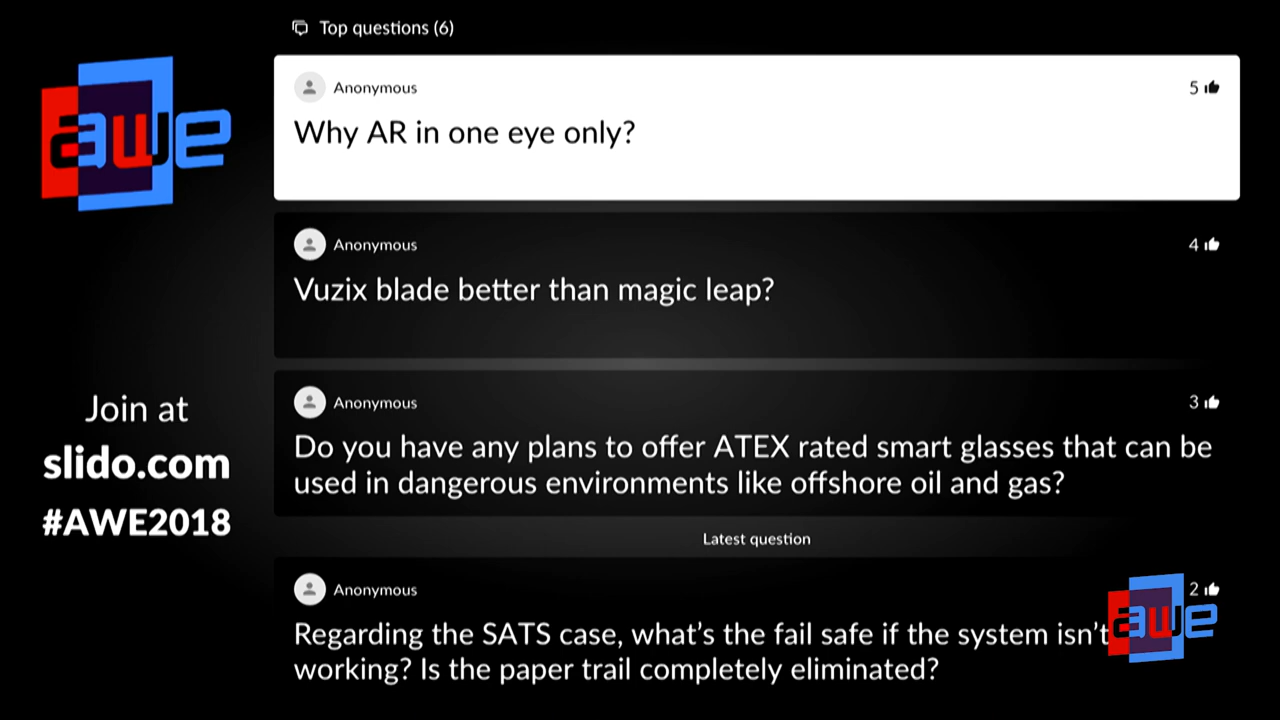 Top questions (6)
awe
Anonymous
5
Why AR in one eye only?
Anonymous
4
Vuzix blade better than magic leap?
Anonymous
3
Do you have any plans to offer ATEX rated smart glasses that can be
used in dangerous environments like offshore oil and gas?
Join at
slido.com
#AWE2018
Latest question
Anonymous
2
Regarding the SATS case, what's the fail safe if the system isn't
working? Is the paper trail completely eliminated?
awe